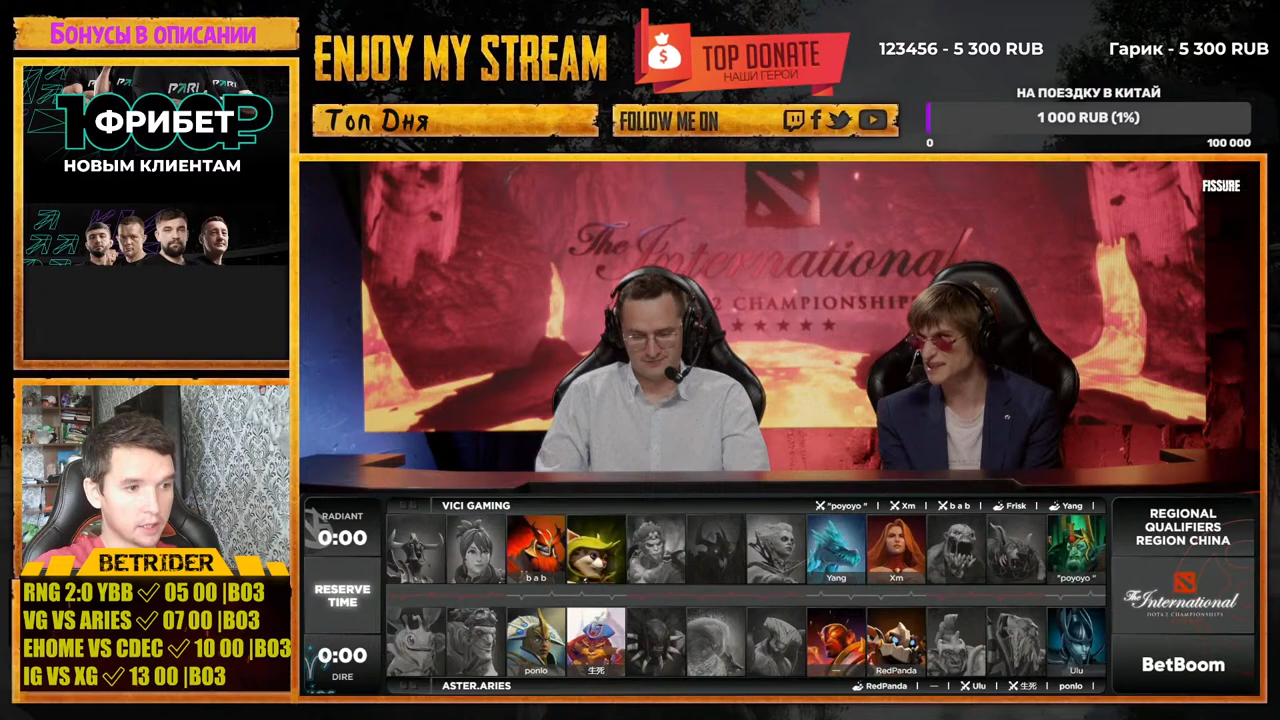 Бонусы в описании
PARI
PARI
1000₽
ФРИБЕТ
НОВЫМ КЛИЕНТАМ
ENJOY MY STREAM
$
TOP DONATE
НАШИ ГЕРОИ
123456 - 5 300 RUB
Гарик - 5 300 RUB
Топ Дня
FOLLOW ME ON
НА ПОЕЗДКУ В КИТАЙ
1 000 RUB (1%)
0
100 000
FISSURE
The International
2 CHAMPIONSHIPS
BETRIDER
RNG 2:0 YBB ✓ 05 00 |BO3
VG VS ARIES ✓ 07 00 |BO3
EHOME VS CDEC ✓ 10 00 |BO3
IG VS XG ✓ 13 00 |BO3
RADIANT
0:00
RESERVE
TIME
0:00
DIRE
VICI GAMING
"poyoyo" | Xm | b a b | Frisk | Yang |
b a b
Yang
Xm
"poyoyo "
ponlo
生死
—
RedPanda
Ulu
ASTER.ARIES
RedPanda | — | Ulu | 生死 | ponlo |
REGIONAL
QUALIFIERS
REGION CHINA
The International
DOTA 2 CHAMPIONSHIPS
BetBoom